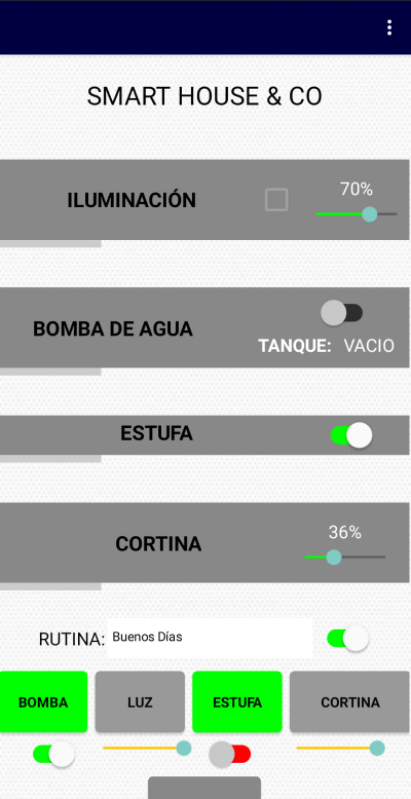 SMART HOUSE & CO
ILUMINACIÓN
70%
BOMBA DE AGUA
TANQUE: VACIO
ESTUFA
CORTINA
36%
RUTINA: Buenos Días
BOMBA LUZ ESTUFA CORTINA